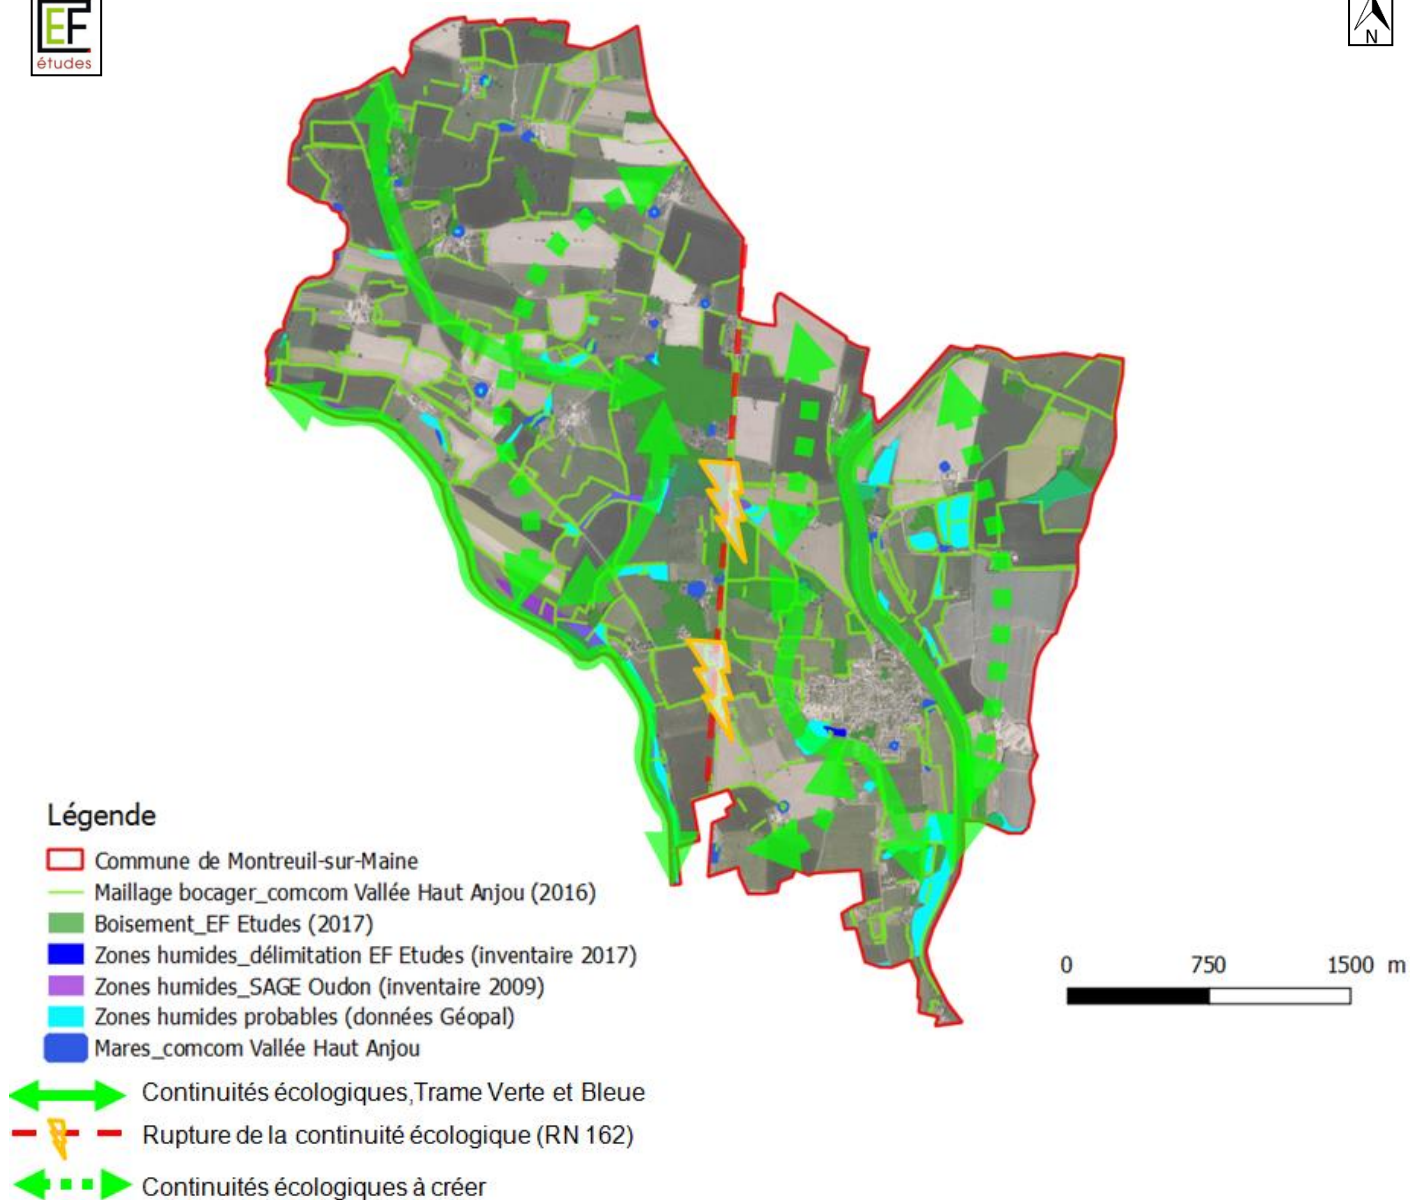 EF
études
N
Légende
Commune de Montreuil-sur-Maine
Maillage bocager_comcom Vallée Haut Anjou (2016)
Boisement_EF Etudes (2017)
Zones humides_délimitation EF Etudes (inventaire 2017)
Zones humides_SAGE Oudon (inventaire 2009)
Zones humides probables (données Géopal)
Mares_comcom Vallée Haut Anjou
Continuités écologiques,Trame Verte et Bleue
Rupture de la continuité écologique (RN 162)
Continuités écologiques à créer
0 750 1500 m